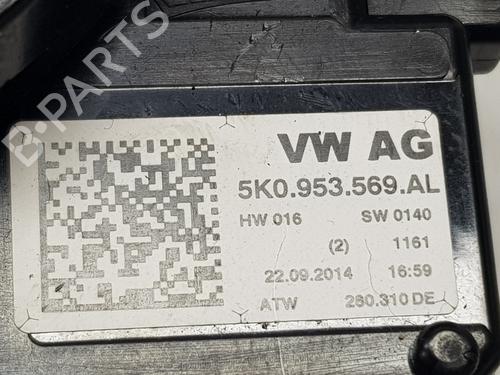 B-PARTS
VW AG
5K0.953.569.AL
HW 016 SW 0140
(2) 1161
22.09.2014 16:59
ATW 260.310 DE